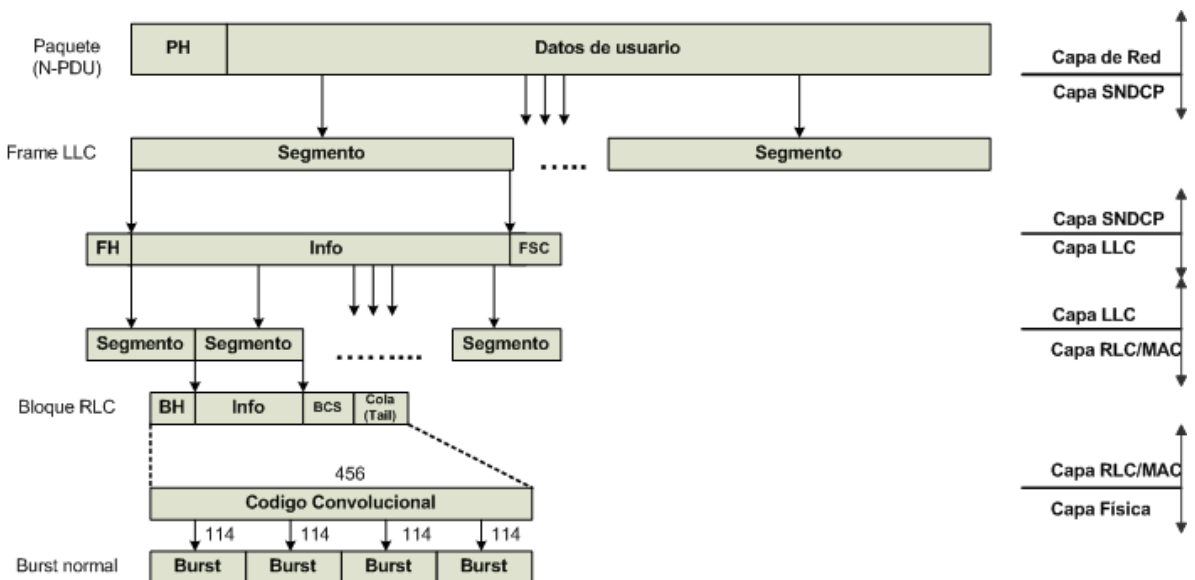 Paquete
(N-PDU)
PH
Datos de usuario
Capa de Red
Capa SNDCP
Frame LLC
Segmento
.....
Segmento
Capa SNDCP
Capa LLC
FH
Info
FSC
Capa LLC
Capa RLC/MAC
Segmento
Segmento
.........
Segmento
Bloque RLC
BH
Info
BCS
Cola
(Tail)
456
Codigo Convolucional
Capa RLC/MAC
Capa Física
114
114
114
114
Burst normal
Burst
Burst
Burst
Burst